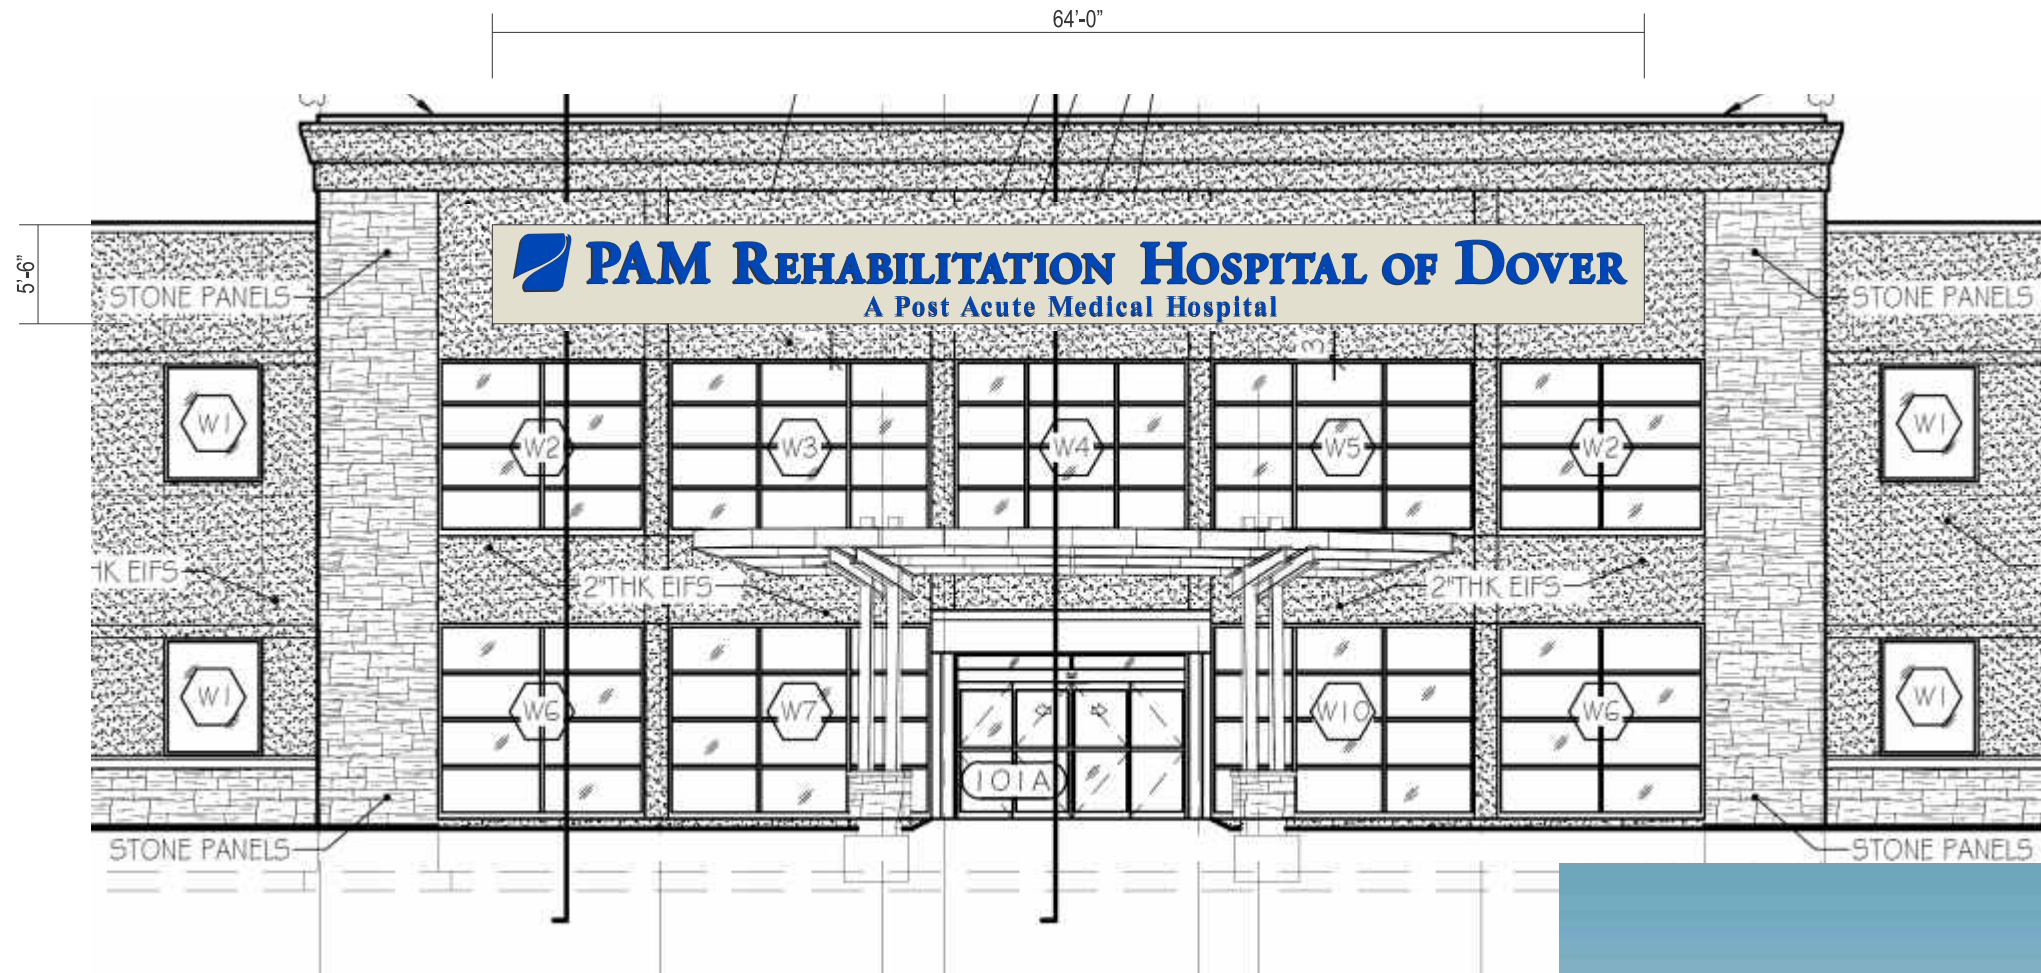 64'-0"
5'-6"
PAM REHABILITATION HOSPITAL OF DOVER
A Post Acute Medical Hospital
STONE PANELS
STONE PANELS
3
W1
W2
W3
W4
W5
W2
W1
HK EIFS
2"THK EIFS
2"THK EIFS
W1
W6
W7
W10
W6
W1
101A
STONE PANELS
STONE PANELS